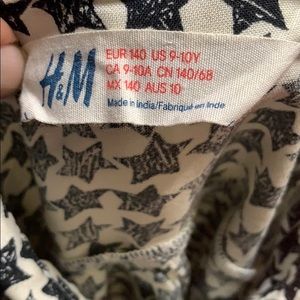 H&M
EUR 140 US 9-10Y
CA 9-10A CN 140/68
MX 140 AUS 10
Made in India/Fabriqué en Inde